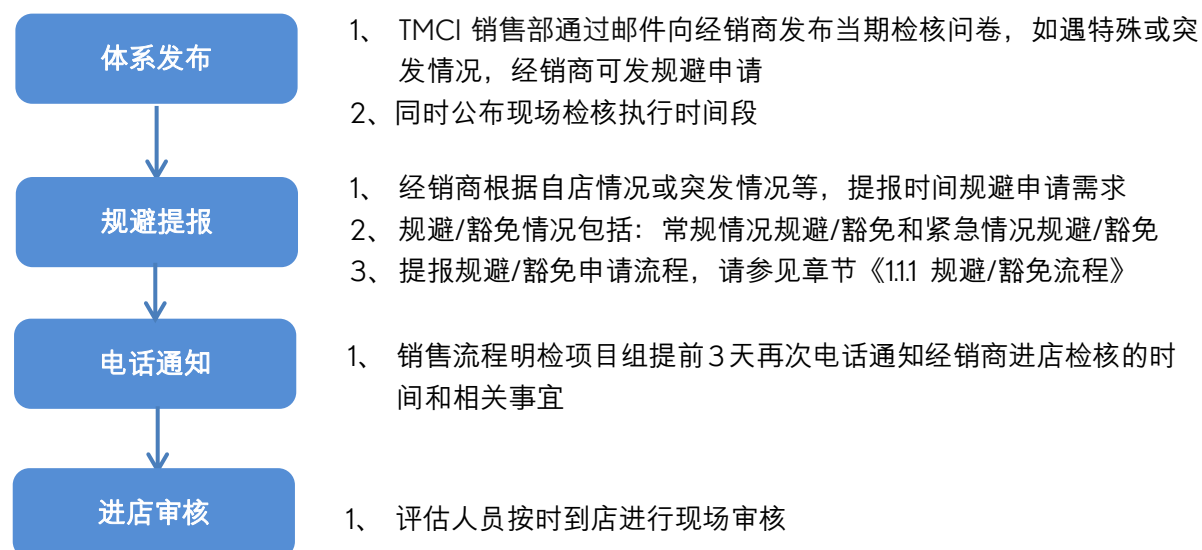 体系发布
1、 TMCI 销售部通过邮件向经销商发布当期检核问卷，如遇特殊或突
发情况，经销商可发规避申请
2、同时公布现场检核执行时间段
规避提报
1、 经销商根据自店情况或突发情况等，提报时间规避申请需求
2、规避/豁免情况包括：常规情况规避/豁免和紧急情况规避/豁免
3、提报规避/豁免申请流程，请参见章节《1.1.1 规避/豁免流程》
电话通知
1、 销售流程明检项目组提前3天再次电话通知经销商进店检核的时
间和相关事宜
进店审核
1、 评估人员按时到店进行现场审核